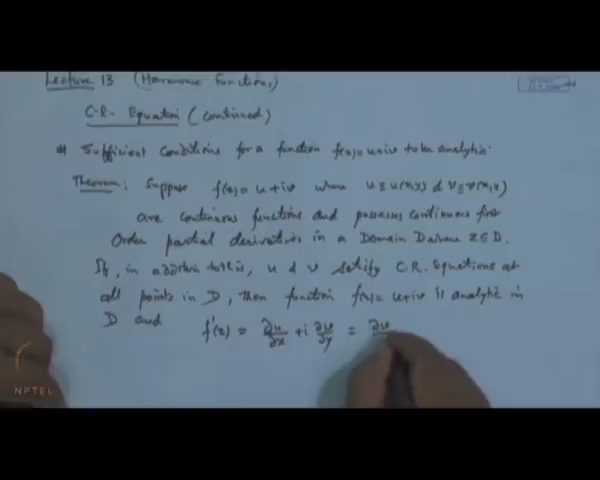 Lecture 13 (Harmonic Functions)
C-R- Equation (continued)
# Sufficient conditions for a function f(z)=u+iv to be analytic.
Theorem: Suppose f(z)= u+iv where u≡u(x,y) & v≡v(x,y)
are continuous functions and possess continuous first
order partial derivatives in a Domain D z∈D.
If, in addition to this, u & v satisfy C.R. Equations at
all points in D, then function f(z)= u+iv is analytic in
D and f'(z) = ∂u/∂x + i ∂v/∂y = ∂v
NPTEL